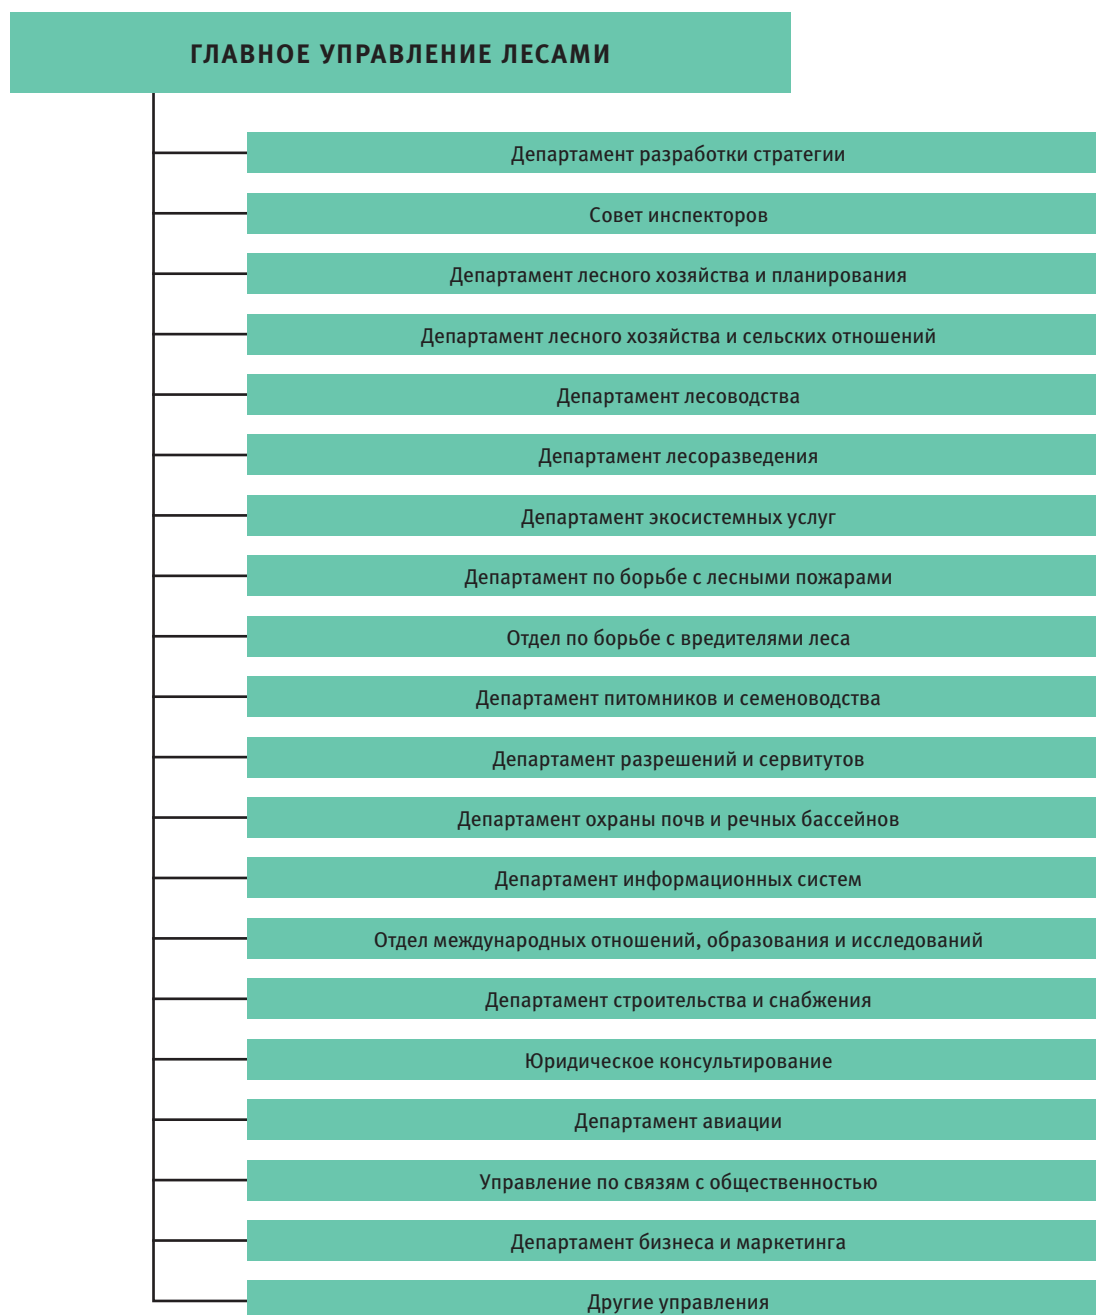 ГЛАВНОЕ УПРАВЛЕНИЕ ЛЕСАМИ
Департамент разработки стратегии
Совет инспекторов
Департамент лесного хозяйства и планирования
Департамент лесного хозяйства и сельских отношений
Департамент лесоводства
Департамент лесоразведения
Департамент экосистемных услуг
Департамент по борьбе с лесными пожарами
Отдел по борьбе с вредителями леса
Департамент питомников и семеноводства
Департамент разрешений и сервитутов
Департамент охраны почв и речных бассейнов
Департамент информационных систем
Отдел международных отношений, образования и исследований
Департамент строительства и снабжения
Юридическое консультирование
Департамент авиации
Управление по связям с общественностью
Департамент бизнеса и маркетинга
Другие управления